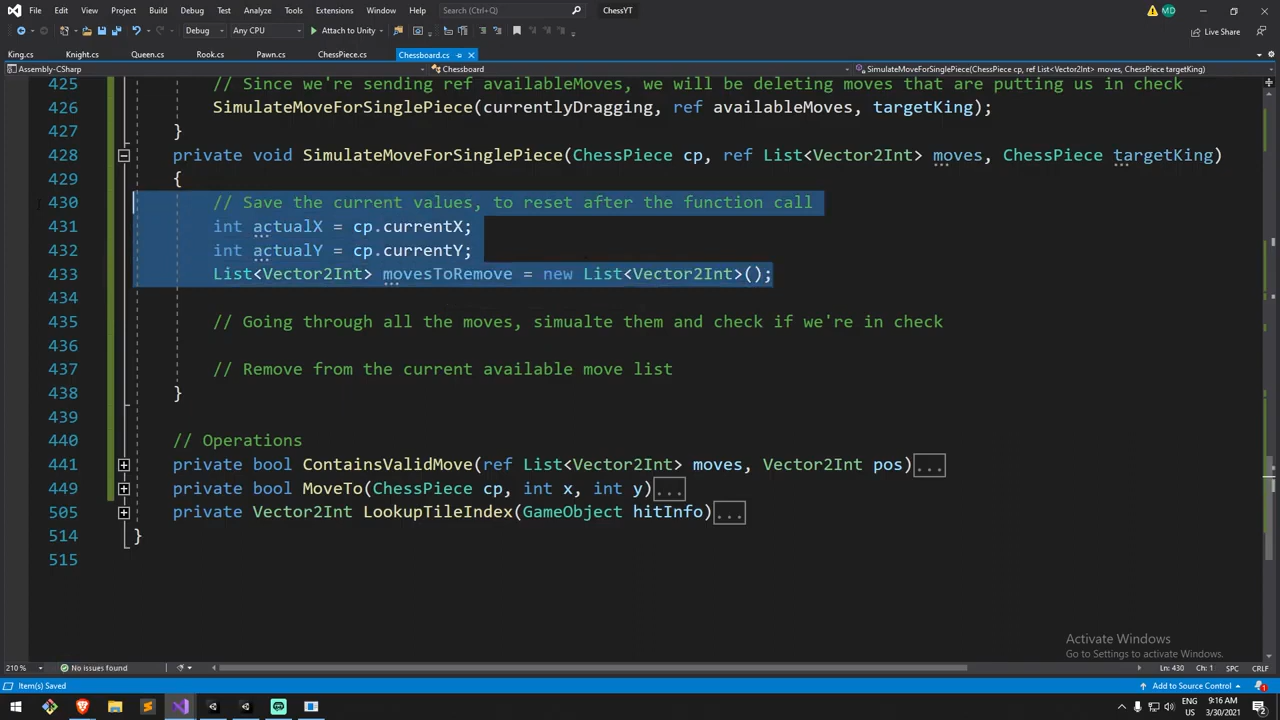 File Edit View Project Build Debug Test Analyze Tools Extensions Window Help Search (Ctrl+Q) ChessYT MD
Debug Any CPU Attach to Unity Live Share
King.cs Knight.cs Queen.cs Rook.cs Pawn.cs ChessPiece.cs Chessboard.cs
Assembly-CSharp Chessboard SimulateMoveForSinglePiece(ChessPiece cp, ref List<Vector2Int> moves, ChessPiece targetKing)
425 // Since we're sending ref availableMoves, we will be deleting moves that are putting us in check
426 SimulateMoveForSinglePiece(currentlyDragging, ref availableMoves, targetKing);
427 }
428 private void SimulateMoveForSinglePiece(ChessPiece cp, ref List<Vector2Int> moves, ChessPiece targetKing)
429 {
430 // Save the current values, to reset after the function call
431 int actualX = cp.currentX;
432 int actualY = cp.currentY;
433 List<Vector2Int> movesToRemove = new List<Vector2Int>();
434
435 // Going through all the moves, simualte them and check if we're in check
436
437 // Remove from the current available move list
438 }
439
440 // Operations
441 private bool ContainsValidMove(ref List<Vector2Int> moves, Vector2Int pos)...
449 private bool MoveTo(ChessPiece cp, int x, int y)...
505 private Vector2Int LookupTileIndex(GameObject hitInfo)...
514 }
515
Activate Windows
Go to Settings to activate Windows.
210 % No issues found Ln: 430 Ch: 1 SPC CRLF
Item(s) Saved Add to Source Control 1
ENG 9:16 AM
US 3/30/2021 2